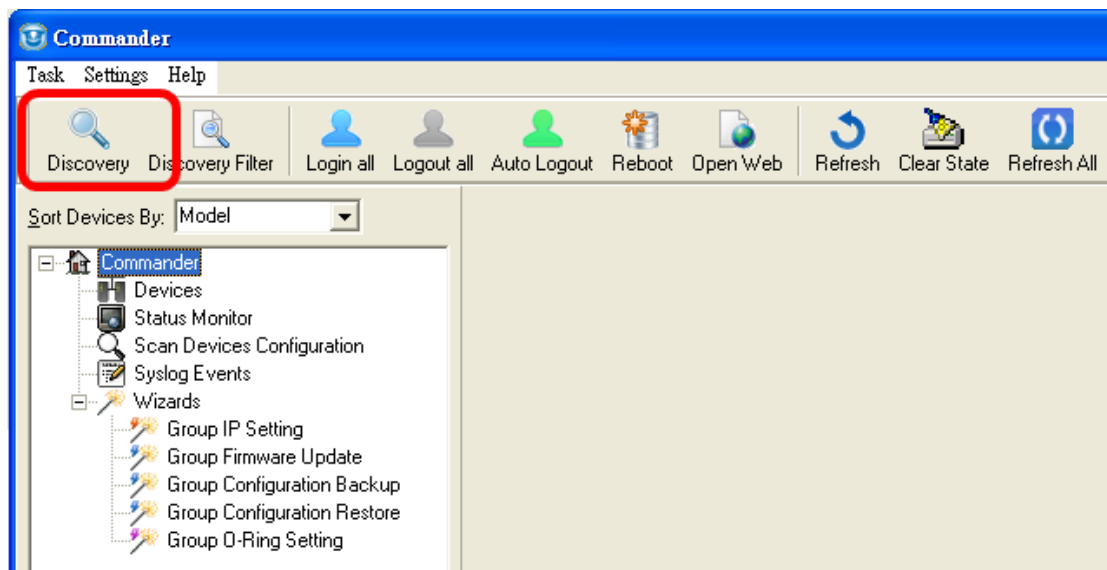 Commander
Task Settings Help
Discovery Discovery Filter Login all Logout all Auto Logout Reboot Open Web Refresh Clear State Refresh All
Sort Devices By: Model
Commander
Devices
Status Monitor
Scan Devices Configuration
Syslog Events
Wizards
Group IP Setting
Group Firmware Update
Group Configuration Backup
Group Configuration Restore
Group O-Ring Setting